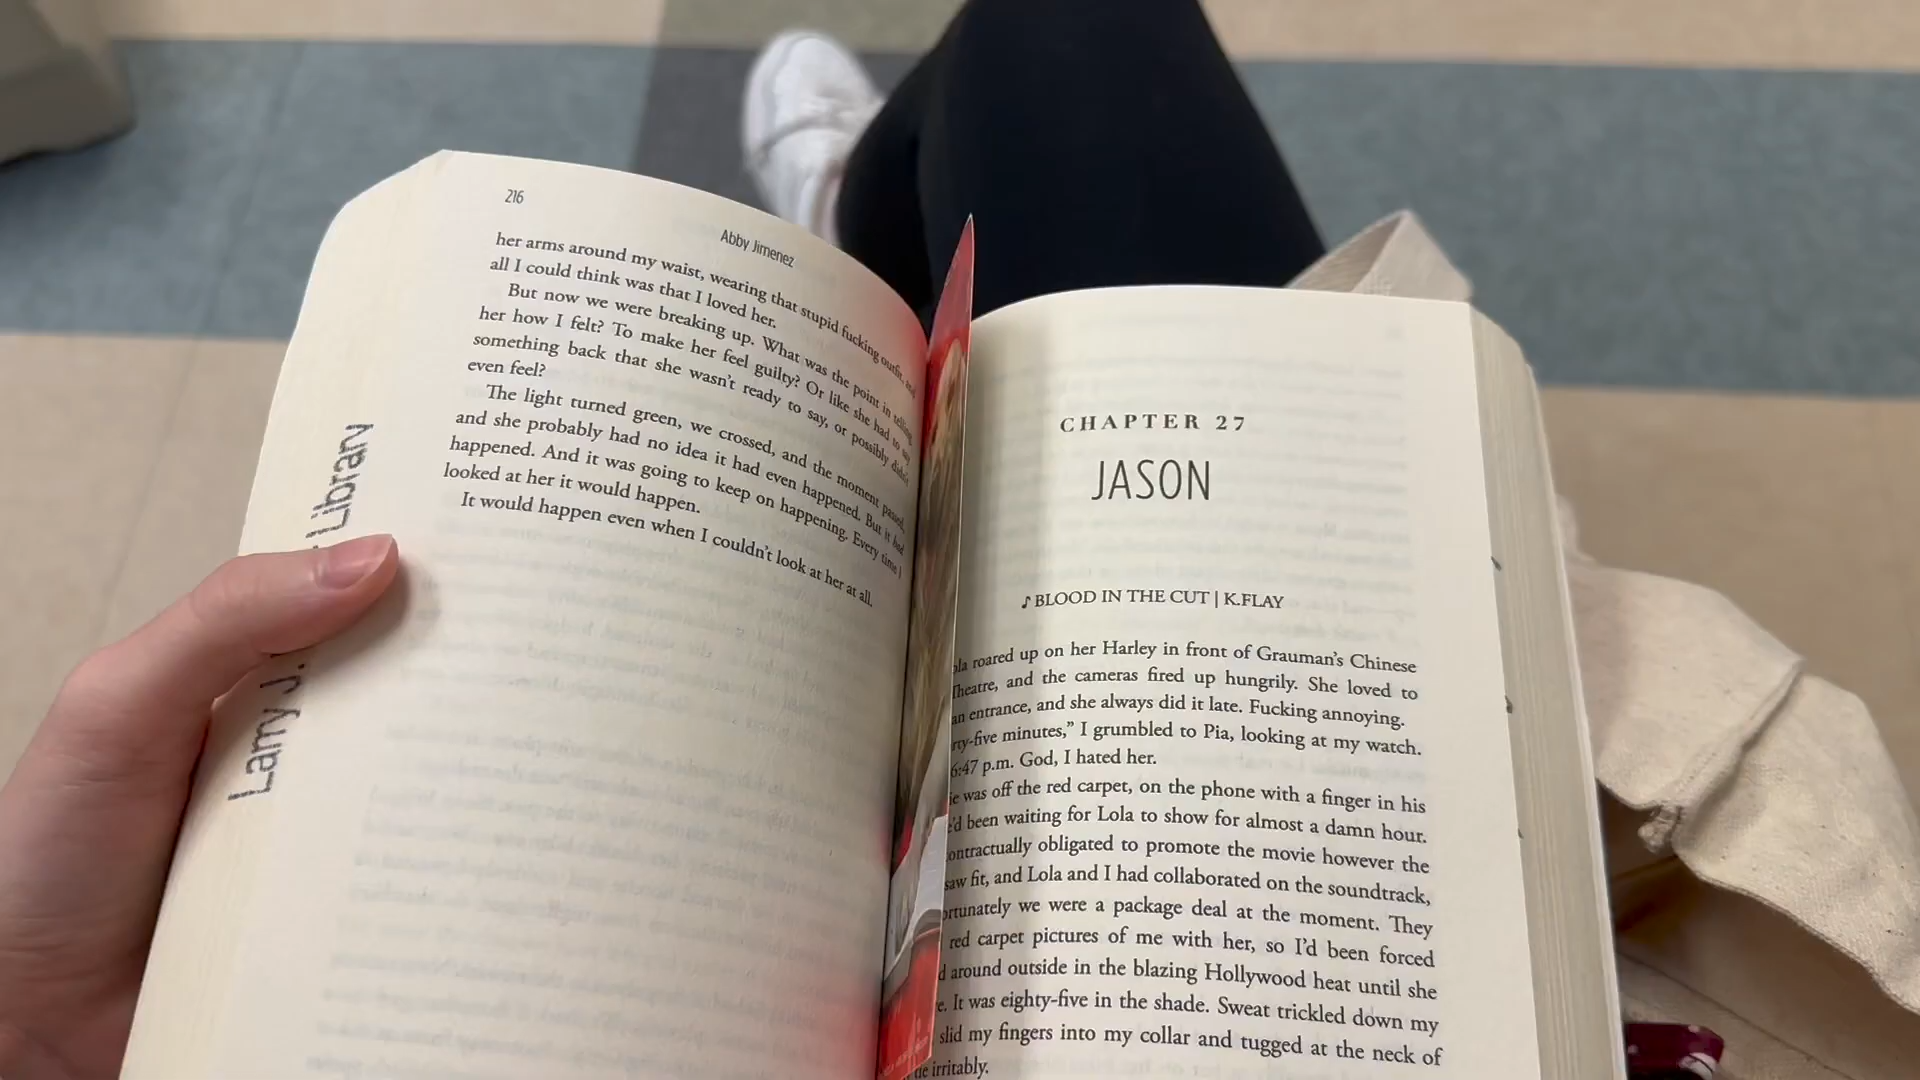 216
Abby Jimenez
her arms around my waist, wearing that stupid fucking outfit, and
all I could think was that I loved her.
But now we were breaking up. What was the point in telling
her how I felt? To make her feel guilty? Or like she had to say
something back that she wasn't ready to say, or possibly didn't
even feel?
The light turned green, we crossed, and the moment passed,
and she probably had no idea it had even happened. But it had
happened. And it was going to keep on happening. Every time I
looked at her it would happen.
It would happen even when I couldn't look at her at all.
Larry J. Library
CHAPTER 27
JASON
♪ BLOOD IN THE CUT | K.FLAY
roared up on her Harley in front of Grauman's Chinese
Theatre, and the cameras fired up hungrily. She loved to
an entrance, and she always did it late. Fucking annoying.
minutes,” I grumbled to Pia, looking at my watch.
6:47 p.m. God, I hated her.
was off the red carpet, on the phone with a finger in his
been waiting for Lola to show for almost a damn hour.
contractually obligated to promote the movie however the
saw fit, and Lola and I had collaborated on the soundtrack,
we were a package deal at the moment. They
red carpet pictures of me with her, so I'd been forced
around outside in the blazing Hollywood heat until she
It was eighty-five in the shade. Sweat trickled down my
slid my fingers into my collar and tugged at the neck of
irritably.